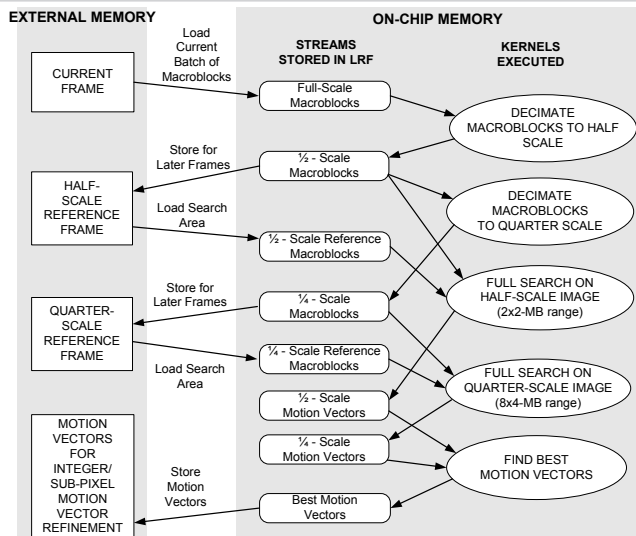 EXTERNAL MEMORY
ON-CHIP MEMORY
Load
Current
Batch of
Macroblocks
STREAMS
STORED IN LRF
KERNELS
EXECUTED
CURRENT
FRAME
Full-Scale
Macroblocks
DECIMATE
MACROBLOCKS TO HALF
SCALE
Store for
Later Frames
½ - Scale
Macroblocks
HALF-
SCALE
REFERENCE
FRAME
DECIMATE
MACROBLOCKS
TO QUARTER SCALE
Load Search
Area
½ - Scale Reference
Macroblocks
FULL SEARCH ON
HALF-SCALE IMAGE
(2x2-MB range)
Store for
Later Frames
¼ - Scale
Macroblocks
QUARTER-
SCALE
REFERENCE
FRAME
Load Search
Area
¼ - Scale Reference
Macroblocks
FULL SEARCH ON
QUARTER-SCALE IMAGE
(8x4-MB range)
½ - Scale
Motion Vectors
MOTION
VECTORS
FOR
INTEGER/
SUB-PIXEL
MOTION
VECTOR
REFINEMENT
¼ - Scale
Motion Vectors
FIND BEST
MOTION VECTORS
Store
Motion
Vectors
Best Motion
Vectors